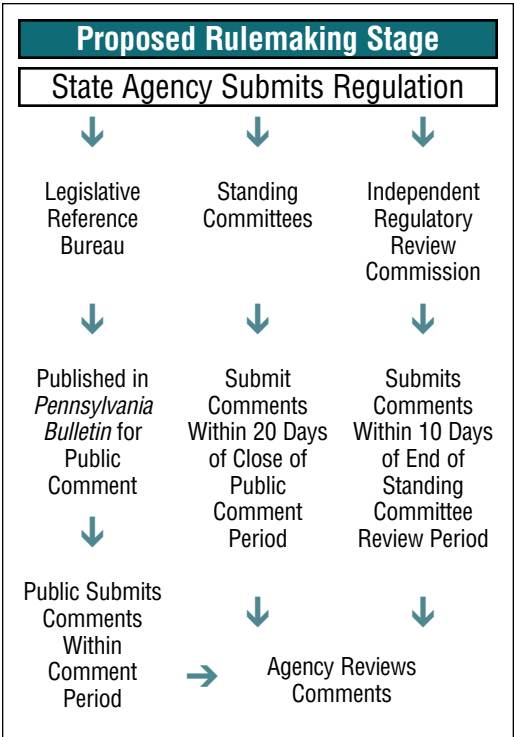 Proposed Rulemaking Stage
State Agency Submits Regulation
Legislative
Reference
Bureau
Standing
Committees
Independent
Regulatory
Review
Commission
Published in
Pennsylvania
Bulletin for
Public
Comment
Submit
Comments
Within 20 Days
of Close of
Public
Comment
Period
Submits
Comments
Within 10 Days
of End of
Standing
Committee
Review Period
Public Submits
Comments
Within
Comment
Period
Agency Reviews
Comments